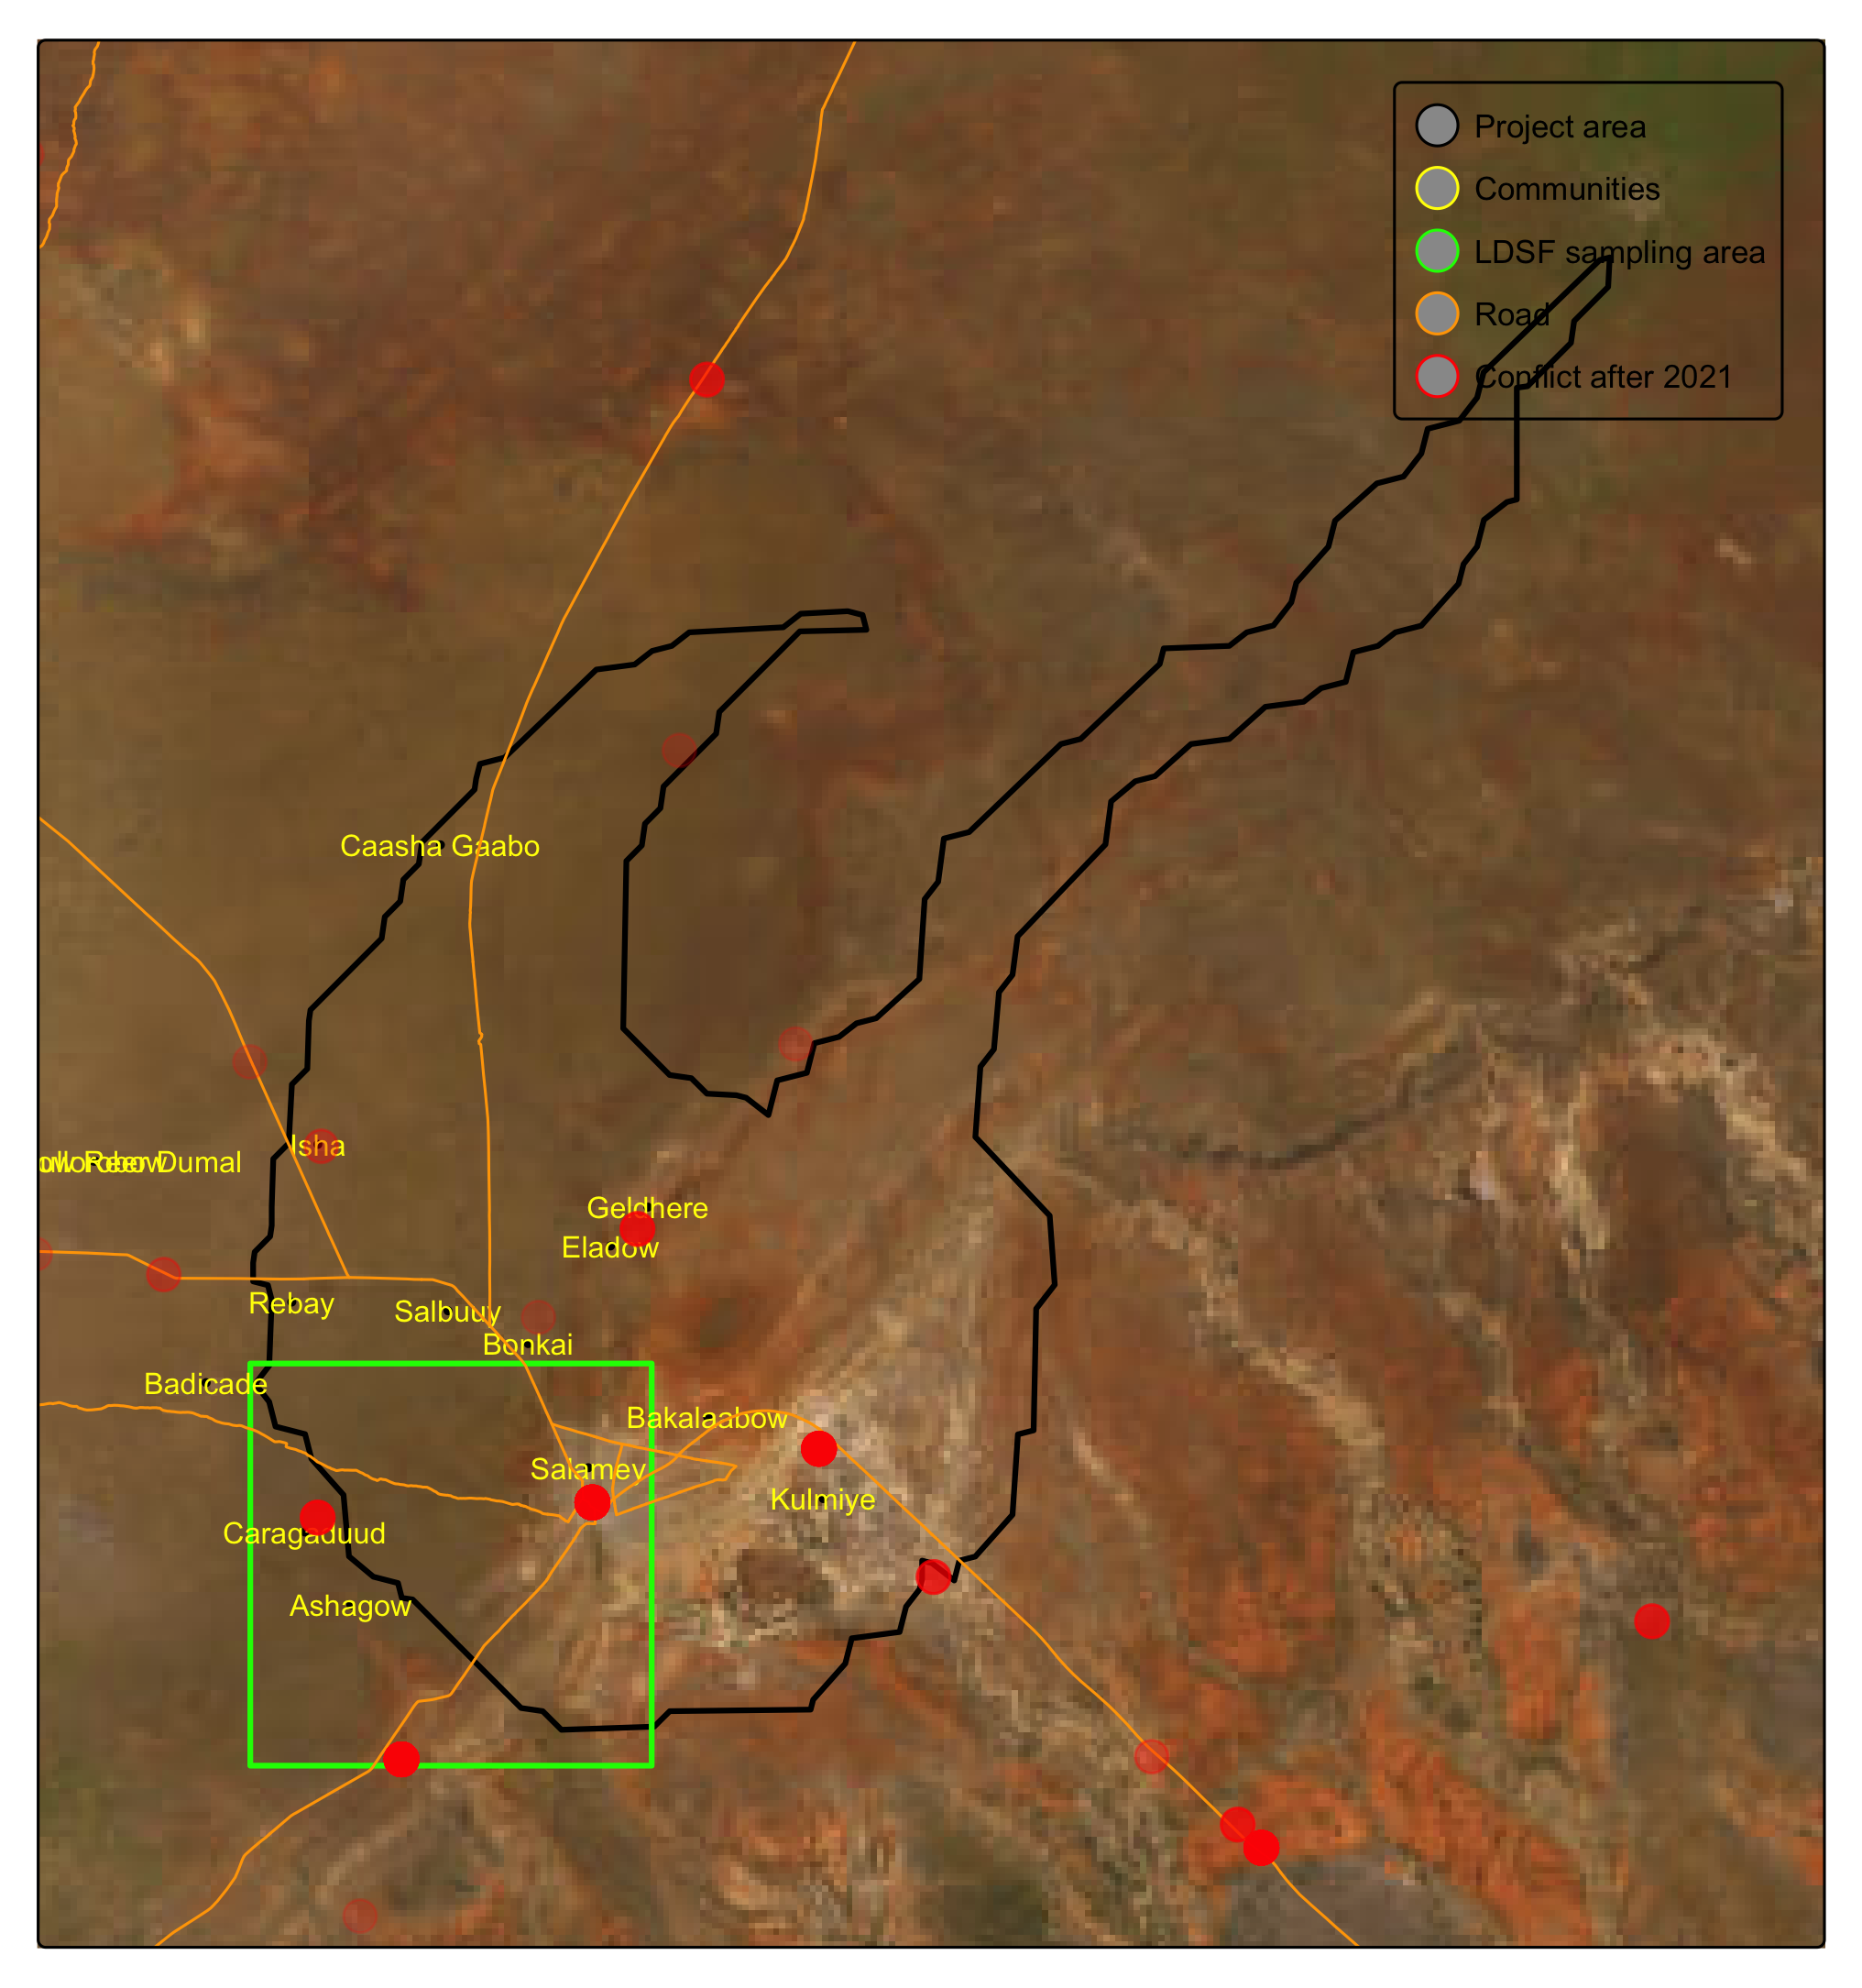 Project area
Communities
LDSF sampling area
Road
Conflict after 2021
Caasha Gaabo
Isha
Dumal
Geldhere
Eladow
Rebay
Salbuuy
Bonkai
Badicade
Bakalaabow
Salamey
Kulmiye
Caragaduud
Ashagow